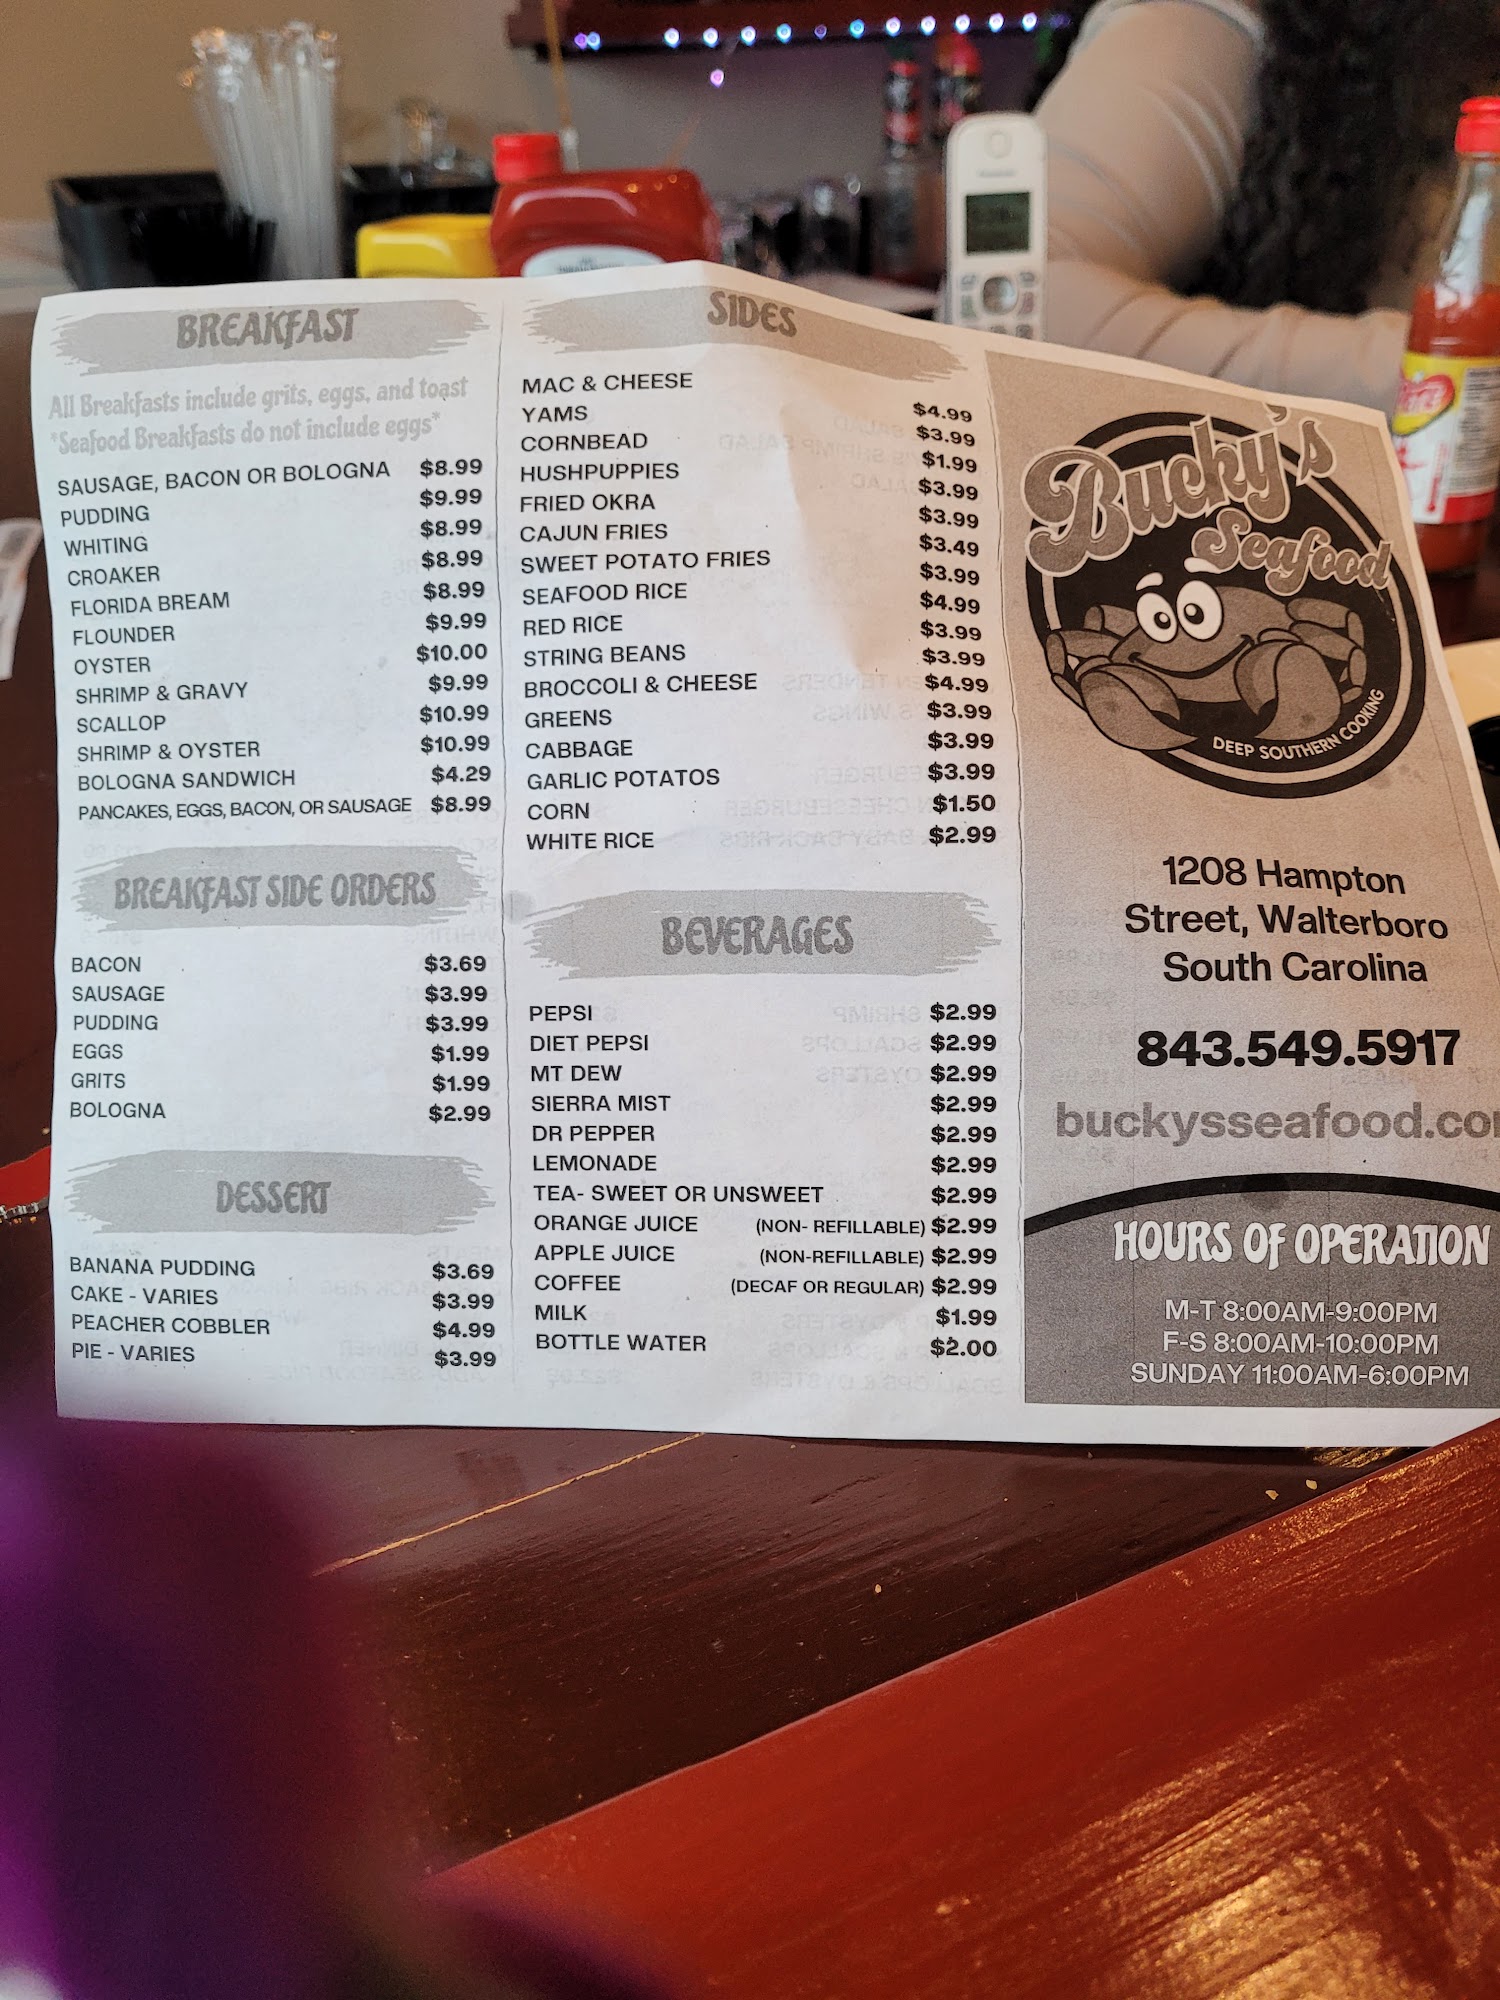 BREAKFAST
All Breakfasts include grits, eggs, and toast
*Seafood Breakfasts do not include eggs*
SAUSAGE, BACON OR BOLOGNA $8.99
PUDDING $9.99
WHITING $8.99
CROAKER $8.99
FLORIDA BREAM $8.99
FLOUNDER $9.99
OYSTER $10.00
SHRIMP & GRAVY $9.99
SCALLOP $10.99
SHRIMP & OYSTER $10.99
BOLOGNA SANDWICH $4.29
PANCAKES, EGGS, BACON, OR SAUSAGE $8.99
BREAKFAST SIDE ORDERS
BACON $3.69
SAUSAGE $3.99
PUDDING $3.99
EGGS $1.99
GRITS $1.99
BOLOGNA $2.99
DESSERT
BANANA PUDDING $3.69
CAKE - VARIES $3.99
PEACHER COBBLER $4.99
PIE - VARIES $3.99
SIDES
MAC & CHEESE $4.99
YAMS $3.99
CORNBEAD $1.99
HUSHPUPPIES $3.99
FRIED OKRA $3.99
CAJUN FRIES $3.49
SWEET POTATO FRIES $3.99
SEAFOOD RICE $4.99
RED RICE $3.99
STRING BEANS $3.99
BROCCOLI & CHEESE $4.99
GREENS $3.99
CABBAGE $3.99
GARLIC POTATOS $3.99
CORN $1.50
WHITE RICE $2.99
BEVERAGES
PEPSI $2.99
DIET PEPSI $2.99
MT DEW $2.99
SIERRA MIST $2.99
DR PEPPER $2.99
LEMONADE $2.99
TEA- SWEET OR UNSWEET $2.99
ORANGE JUICE (NON- REFILLABLE) $2.99
APPLE JUICE (NON-REFILLABLE) $2.99
COFFEE (DECAF OR REGULAR) $2.99
MILK $1.99
BOTTLE WATER $2.00
Bucky's
Seafood
DEEP SOUTHERN COOKING
1208 Hampton
Street, Walterboro
South Carolina
843.549.5917
buckysseafood.co
HOURS OF OPERATION
M-T 8:00AM-9:00PM
F-S 8:00AM-10:00PM
SUNDAY 11:00AM-6:00PM